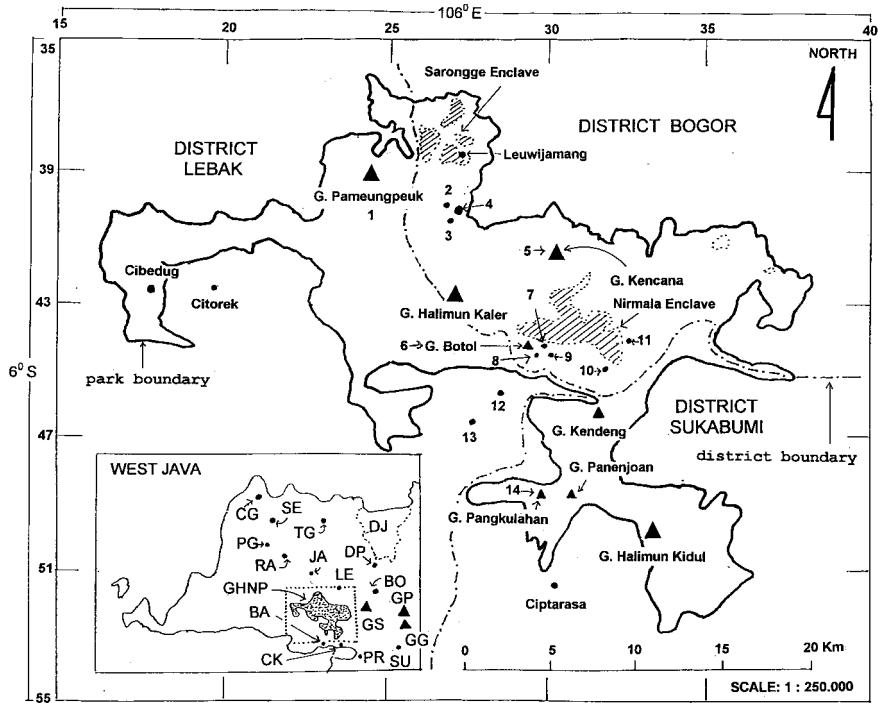 106° E
15
20
25
30
35
40
35
NORTH
Sarongge Enclave
DISTRICT BOGOR
DISTRICT
LEBAK
Leuwijamang
39
G. Pameungpeuk
1
2
4
3
5
G. Kencana
Cibedug
Citorek
7
43
G. Halimun Kaler
Nirmala Enclave
6
G. Botol
11
8
9
6° S
park boundary
10
12
DISTRICT
SUKABUMI
13
G. Kendeng
47
district boundary
WEST JAVA
G. Panenjoan
14
G. Pangkulahan
CG
SE
TG
DJ
PG
RA
JA
DP
G. Halimun Kidul
51
GHNP
LE
BO
GP
Ciptarasa
BA
GS
GG
CK
PR
SU
0
5
10
15
20 Km
SCALE: 1 : 250.000
55